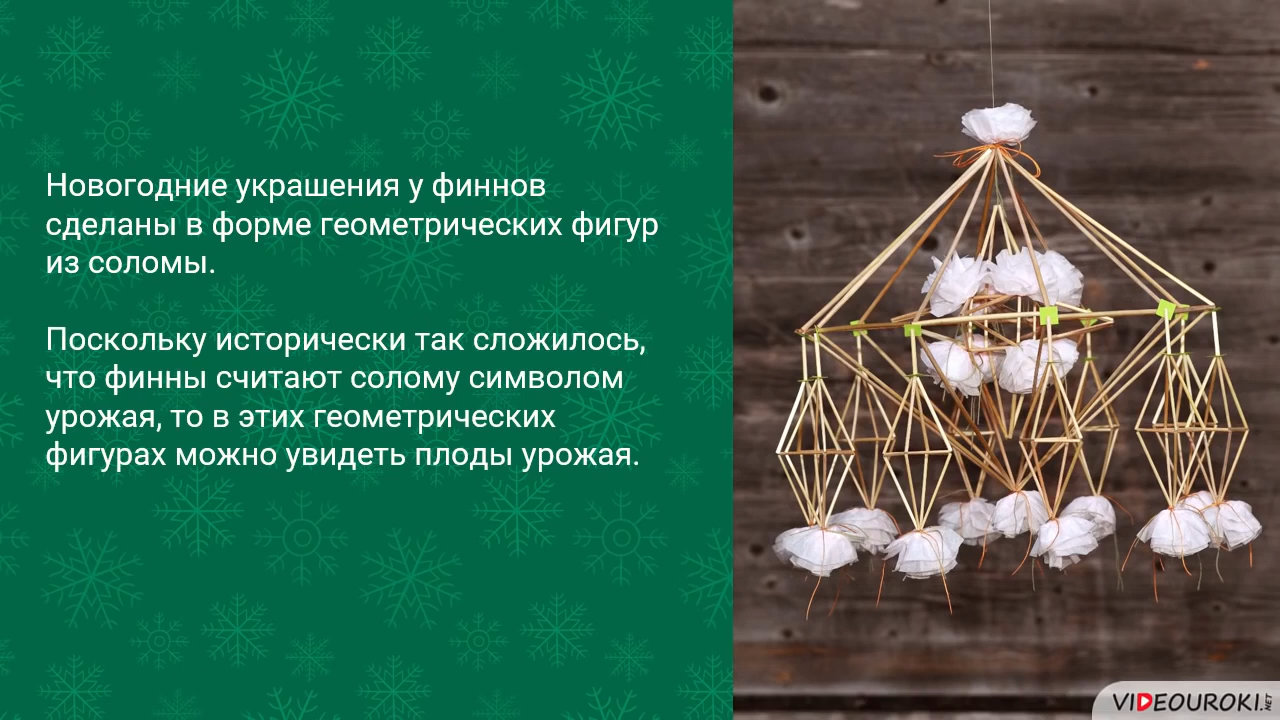 Новогодние украшения у финнов
сделаны в форме геометрических фигур
из соломы.
Поскольку исторически так сложилось,
что финны считают солому символом
урожая, то в этих геометрических
фигурах можно увидеть плоды урожая.
VIDEOUROKI.NET